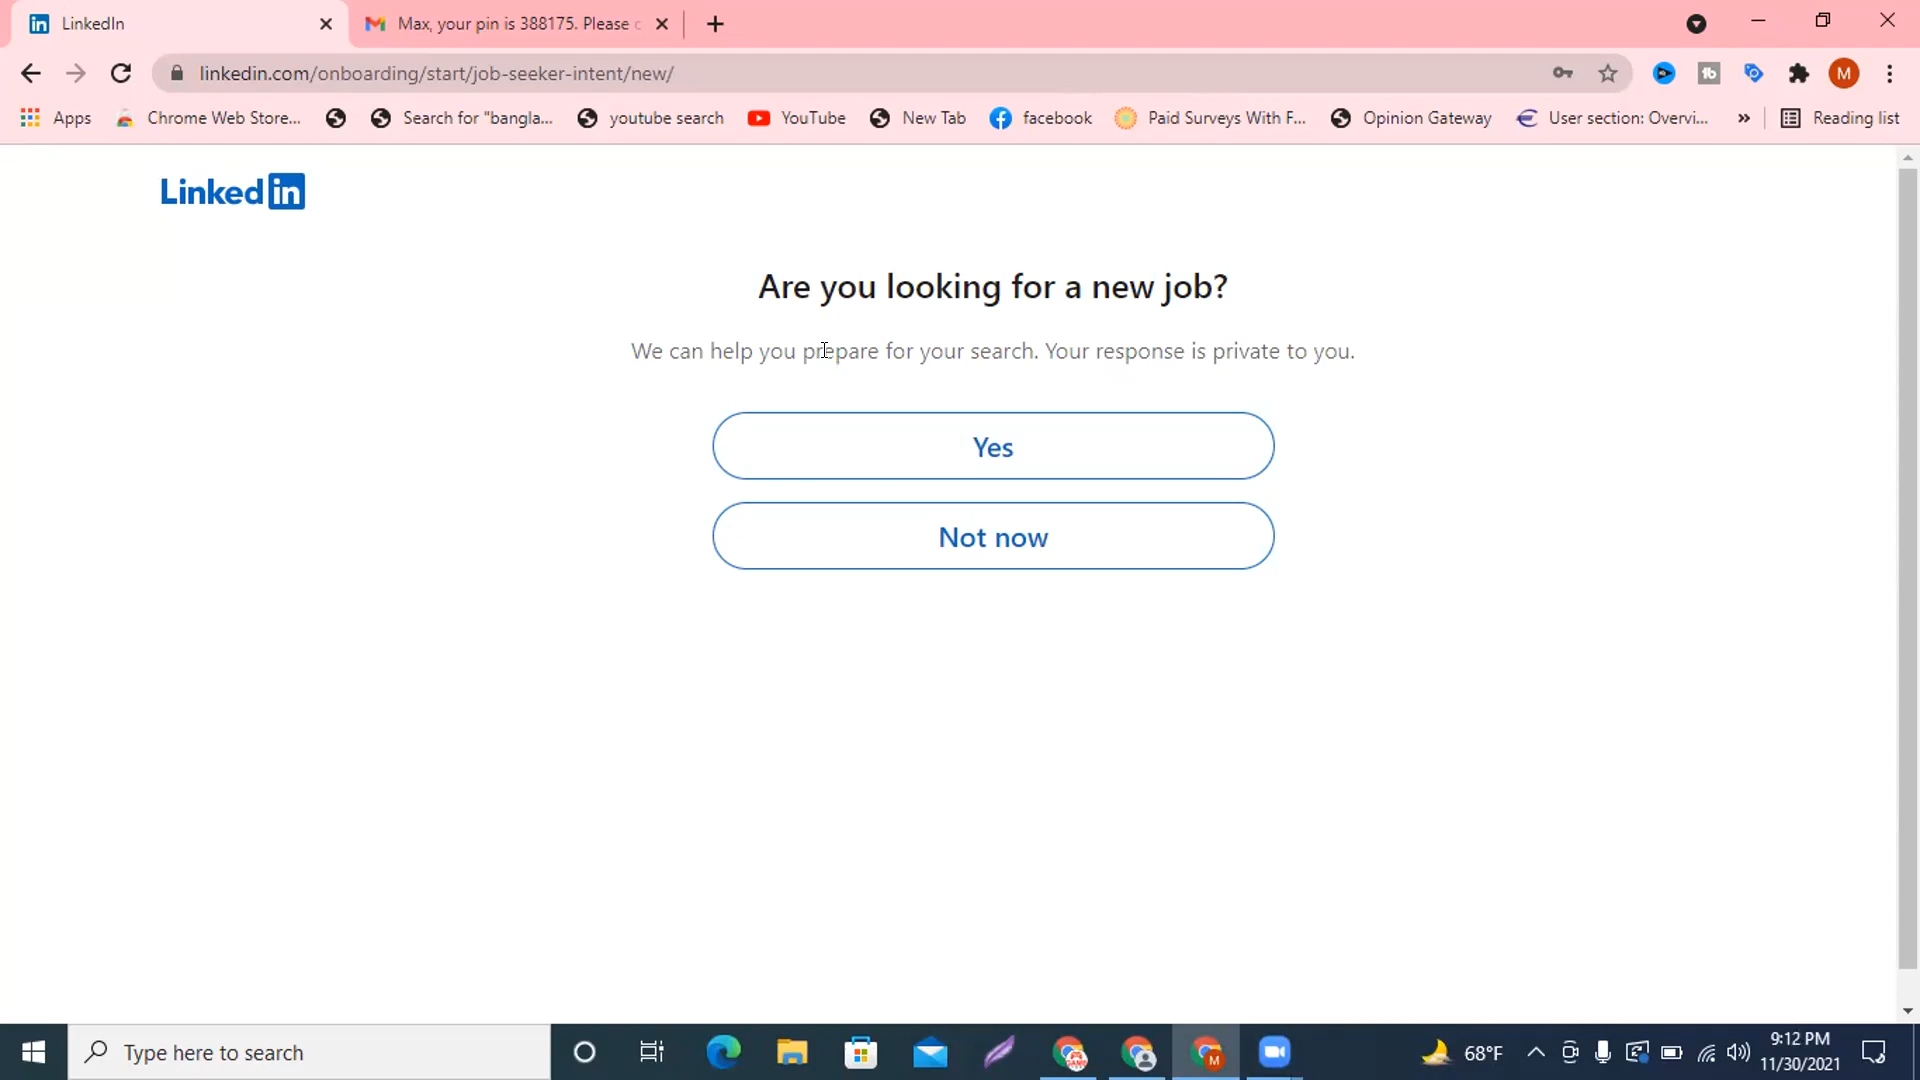 LinkedIn
Max, your pin is 388175. Please c
linkedin.com/onboarding/start/job-seeker-intent/new/
M
Apps
Chrome Web Store...
Search for "bangla...
youtube search
YouTube
New Tab
facebook
Paid Surveys With F...
Opinion Gateway
User section: Overvi...
»
Reading list
Linked in
Are you looking for a new job?
We can help you prepare for your search. Your response is private to you.
Yes
Not now
Type here to search
68°F
9:12 PM
11/30/2021